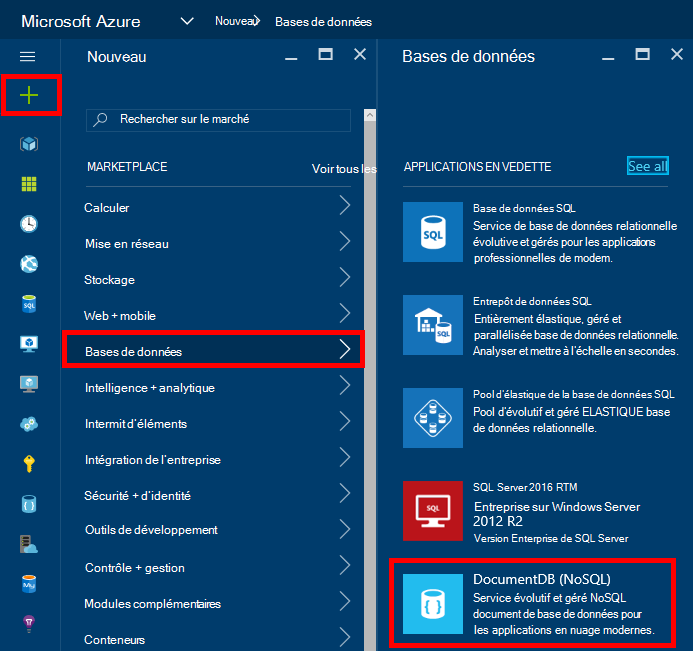 Microsoft Azure
Nouveau
Bases de données
Nouveau
Bases de données
Rechercher sur le marché
MARKETPLACE
Voir tous les
Calculer
Mise en réseau
Stockage
Web + mobile
Bases de données
Intelligence + analytique
Intermit d'éléments
Intégration de l'entreprise
Sécurité + d'identité
Outils de développement
Contrôle + gestion
Modules complémentaires
Conteneurs
APPLICATIONS EN VEDETTE
See all
SQL
Base de données SQL
Service de base de données relationnelle
évolutive et gérés pour les applications
professionnelles de modem.
SQL
Entrepôt de données SQL
Entièrement élastique, géré et
parallélisée base de données relationnelle.
Analyser et mettre à l'échelle en secondes.
Pool d'élastique de la base de données SQL
Pool d'évolutif et géré ELASTIQUE base
de données relationnelle.
SQL
SQL Server 2016 RTM
Entreprise sur Windows Server
2012 R2
Version Enterprise de SQL Server
{ }
DocumentDB (NoSQL)
Service évolutif et géré NoSQL
document de base de données pour
les applications en nuage modernes.
SQL
My